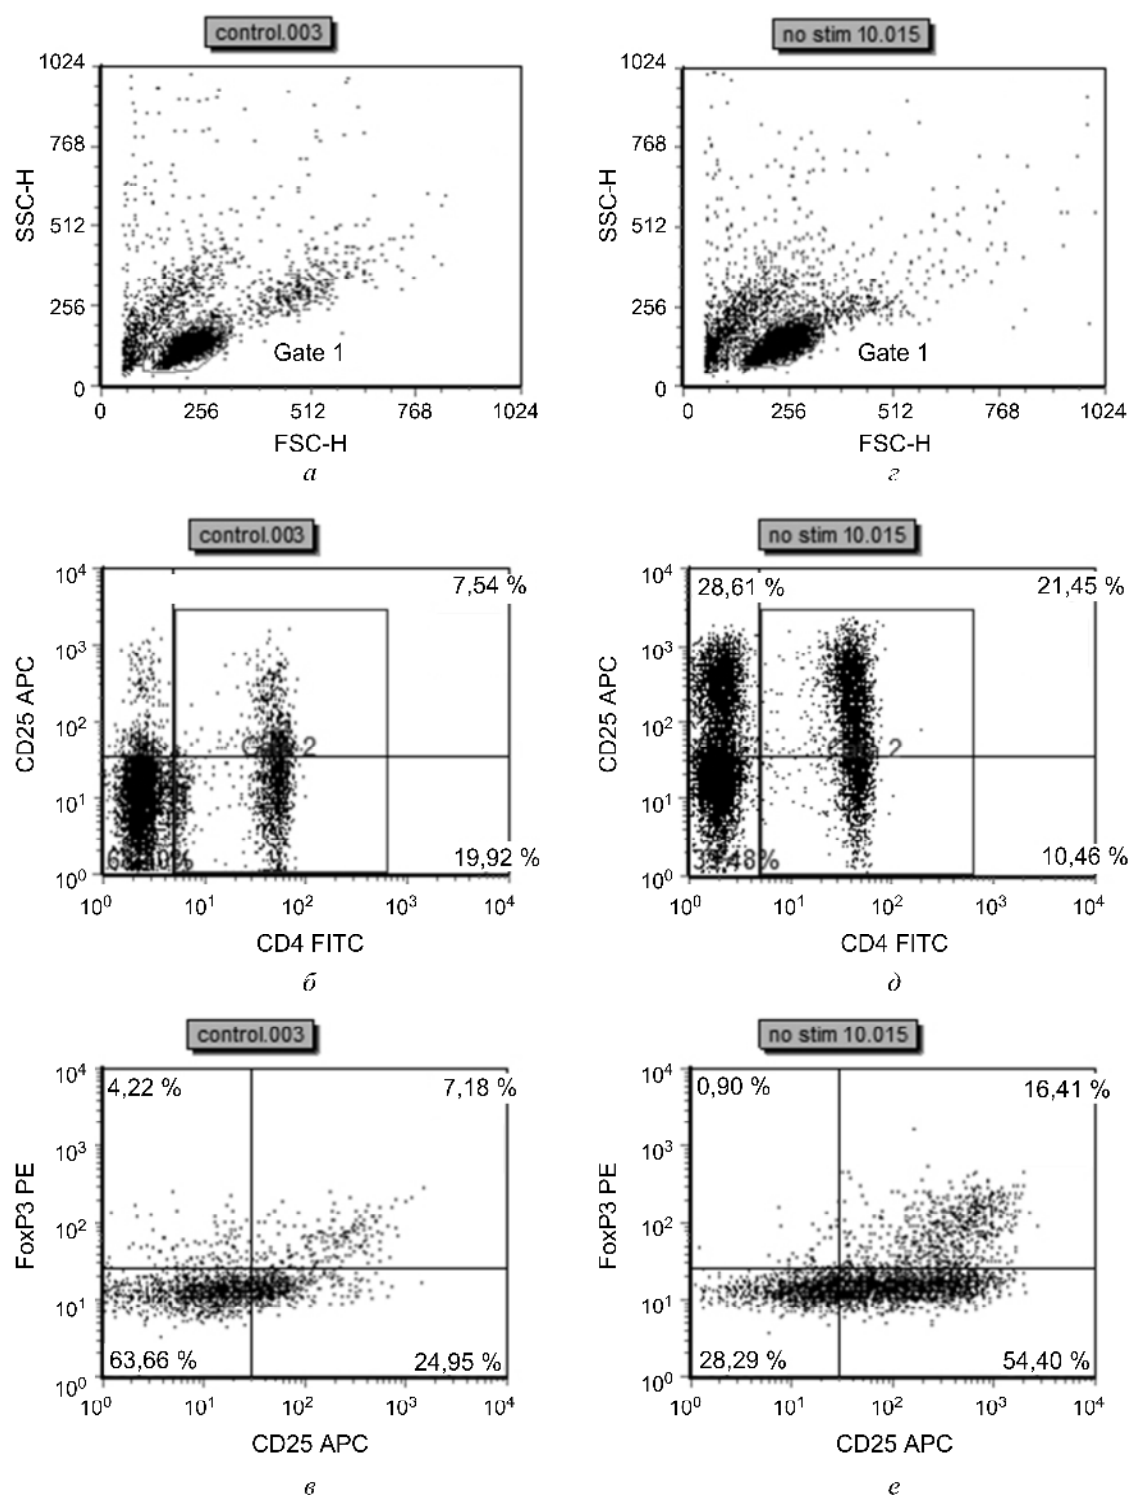 control.003
no stim 10.015
1024
768
512
256
0
SSC-H
Gate 1
0 256 512 768 1024
FSC-H
а
1024
768
512
256
0
SSC-H
Gate 1
0 256 512 768 1024
FSC-H
г
control.003
no stim 10.015
10⁴
10³
10²
10¹
10⁰
CD25 APC
7,54 %
19,92 %
10⁰ 10¹ 10² 10³ 10⁴
CD4 FITC
б
10⁴
10³
10²
10¹
10⁰
CD25 APC
28,61 %
21,45 %
10,46 %
10⁰ 10¹ 10² 10³ 10⁴
CD4 FITC
д
control.003
no stim 10.015
10⁴
10³
10²
10¹
10⁰
FoxP3 PE
4,22 %
7,18 %
63,66 %
24,95 %
10⁰ 10¹ 10² 10³ 10⁴
CD25 APC
в
10⁴
10³
10²
10¹
10⁰
FoxP3 PE
0,90 %
16,41 %
28,29 %
54,40 %
10⁰ 10¹ 10² 10³ 10⁴
CD25 APC
е